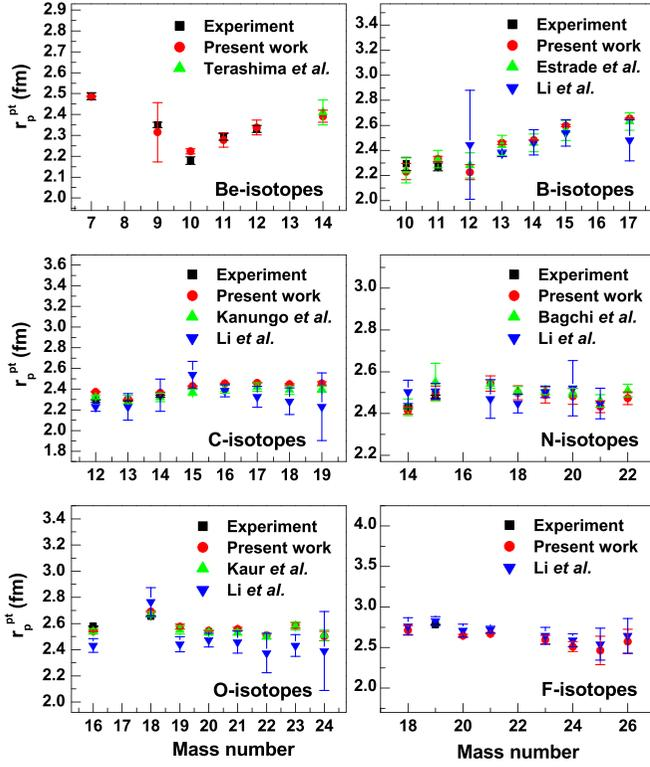 2.9
2.8
2.7
2.6
2.5
2.4
2.3
2.2
2.1
2.0
r_p^pt (fm)
Experiment
Present work
Terashima et al.
Be-isotopes
7 8 9 10 11 12 13 14
3.4
3.2
3.0
2.8
2.6
2.4
2.2
2.0
Experiment
Present work
Estrade et al.
Li et al.
B-isotopes
10 11 12 13 14 15 16 17
3.6
3.4
3.2
3.0
2.8
2.6
2.4
2.2
2.0
1.8
r_p^pt (fm)
Experiment
Present work
Kanungo et al.
Li et al.
C-isotopes
12 13 14 15 16 17 18 19
3.0
2.8
2.6
2.4
2.2
Experiment
Present work
Bagchi et al.
Li et al.
N-isotopes
14 16 18 20 22
3.4
3.2
3.0
2.8
2.6
2.4
2.2
2.0
r_p^pt (fm)
Experiment
Present work
Kaur et al.
Li et al.
O-isotopes
16 17 18 19 20 21 22 23 24
Mass number
4.0
3.5
3.0
2.5
2.0
Experiment
Present work
Li et al.
F-isotopes
18 20 22 24 26
Mass number